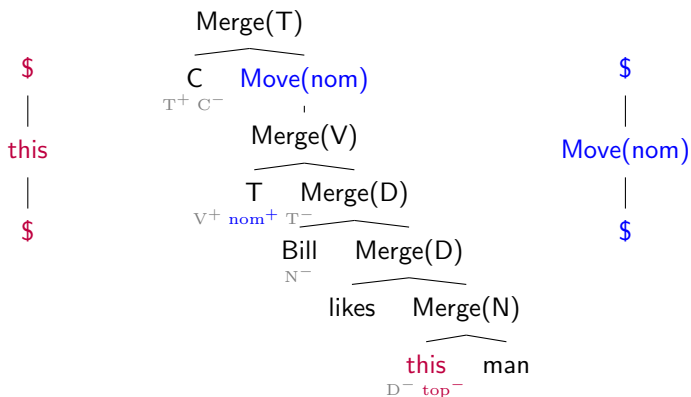 Merge(T)
$ C Move(nom) $
T+ C−
this Merge(V) Move(nom)
T Merge(D)
V+ nom+ T−
$ Bill Merge(D) $
N−
likes Merge(N)
this man
D− top−